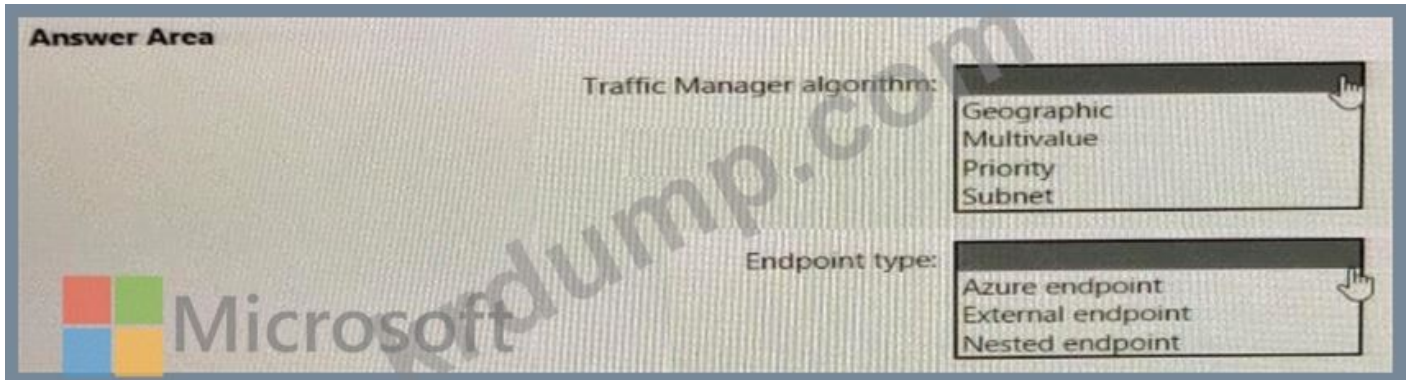 Answer Area
Traffic Manager algorithm:
Geographic
Multivalue
Priority
Subnet
Endpoint type:
Azure endpoint
External endpoint
Nested endpoint
Microsoft